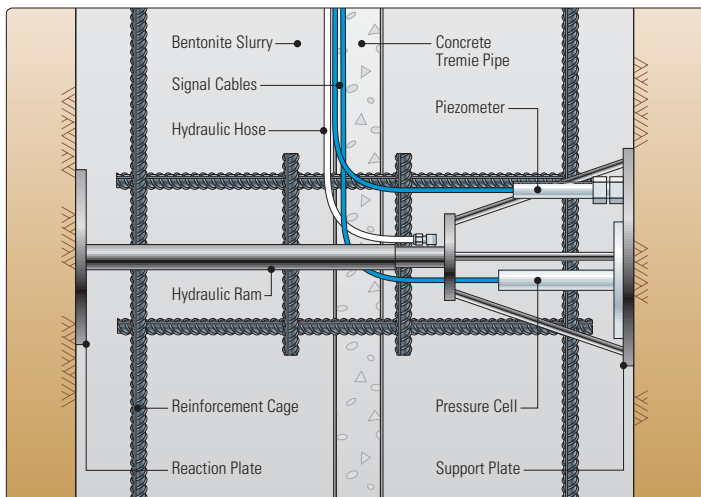 Bentonite Slurry
Signal Cables
Hydraulic Hose
Concrete
Tremie Pipe
Piezometer
Hydraulic Ram
Reinforcement Cage
Reaction Plate
Pressure Cell
Support Plate